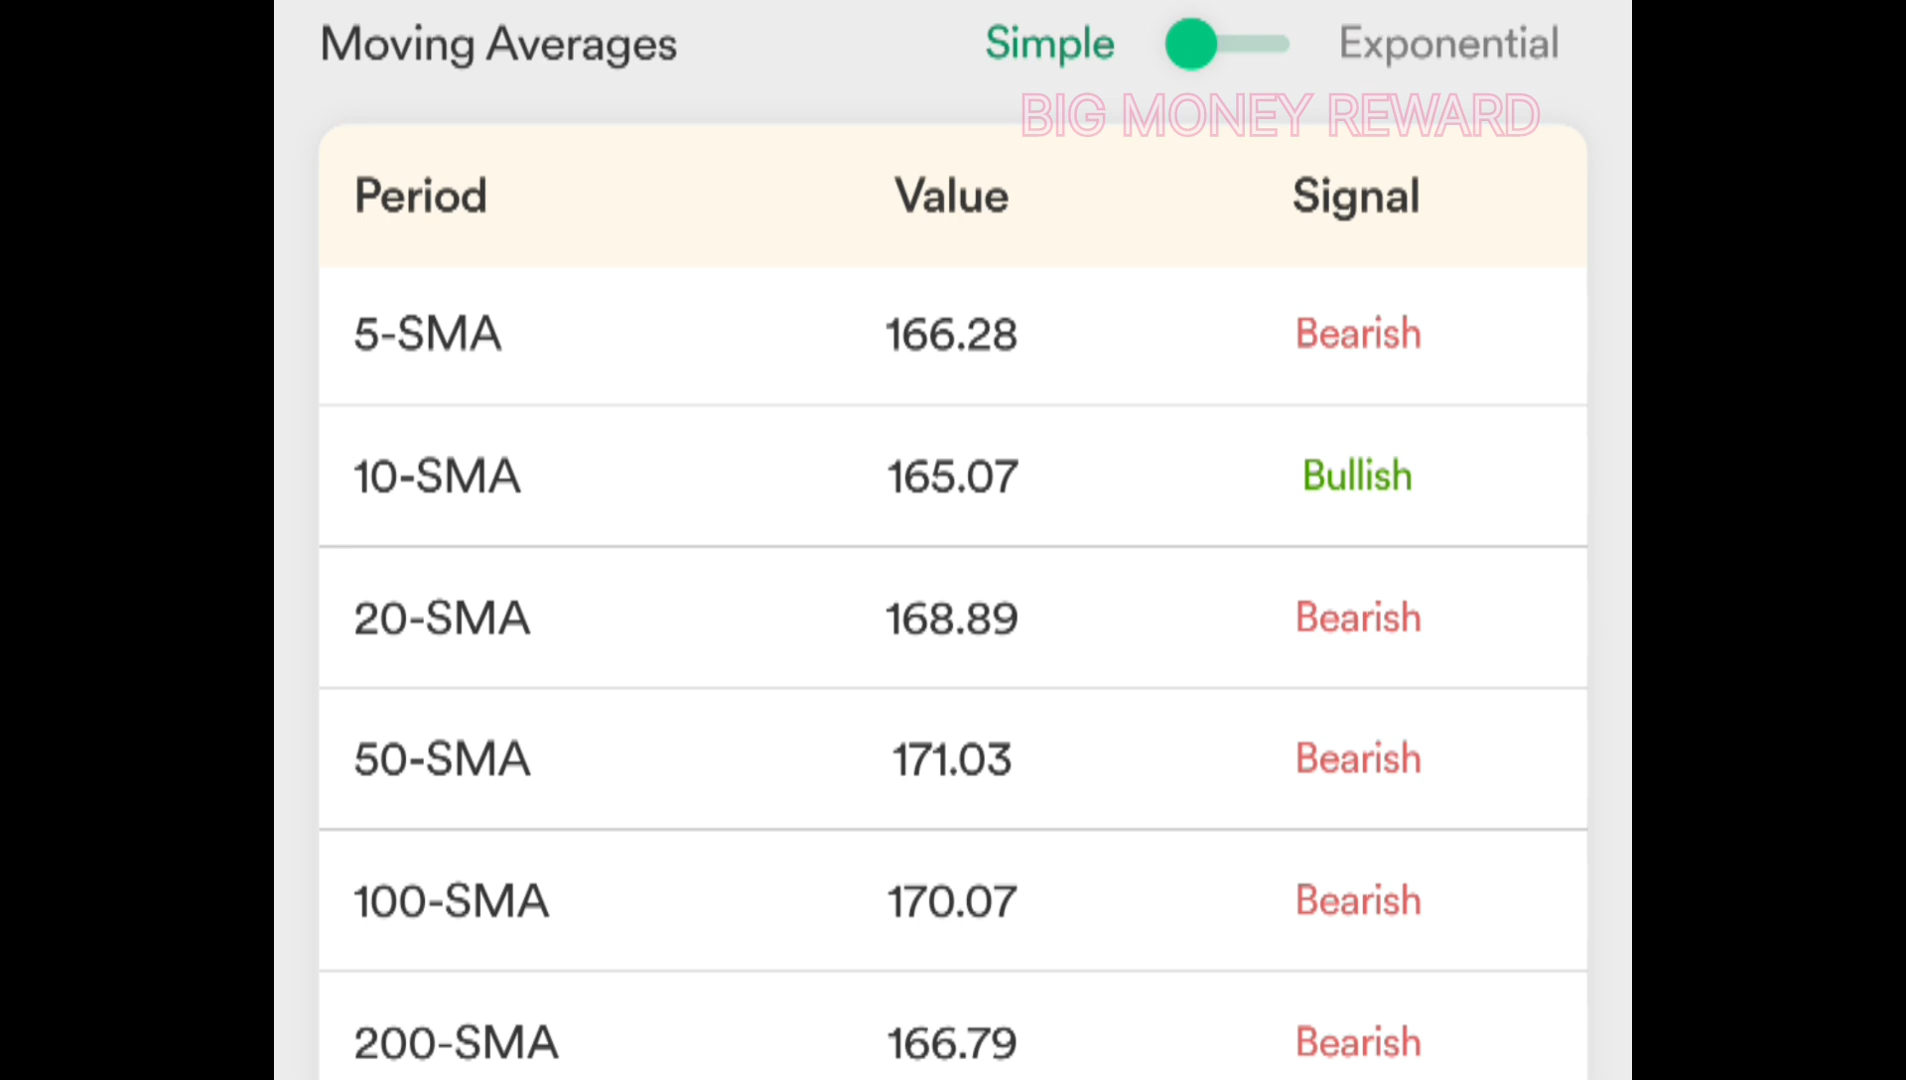 Moving Averages Simple Exponential
BIG MONEY REWARD
Period Value Signal
5-SMA 166.28 Bearish
10-SMA 165.07 Bullish
20-SMA 168.89 Bearish
50-SMA 171.03 Bearish
100-SMA 170.07 Bearish
200-SMA 166.79 Bearish